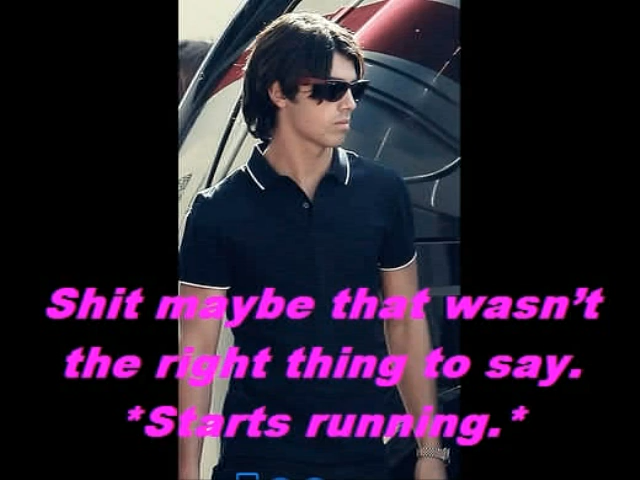 Shit maybe that wasn’t
the right thing to say.
*Starts running.*